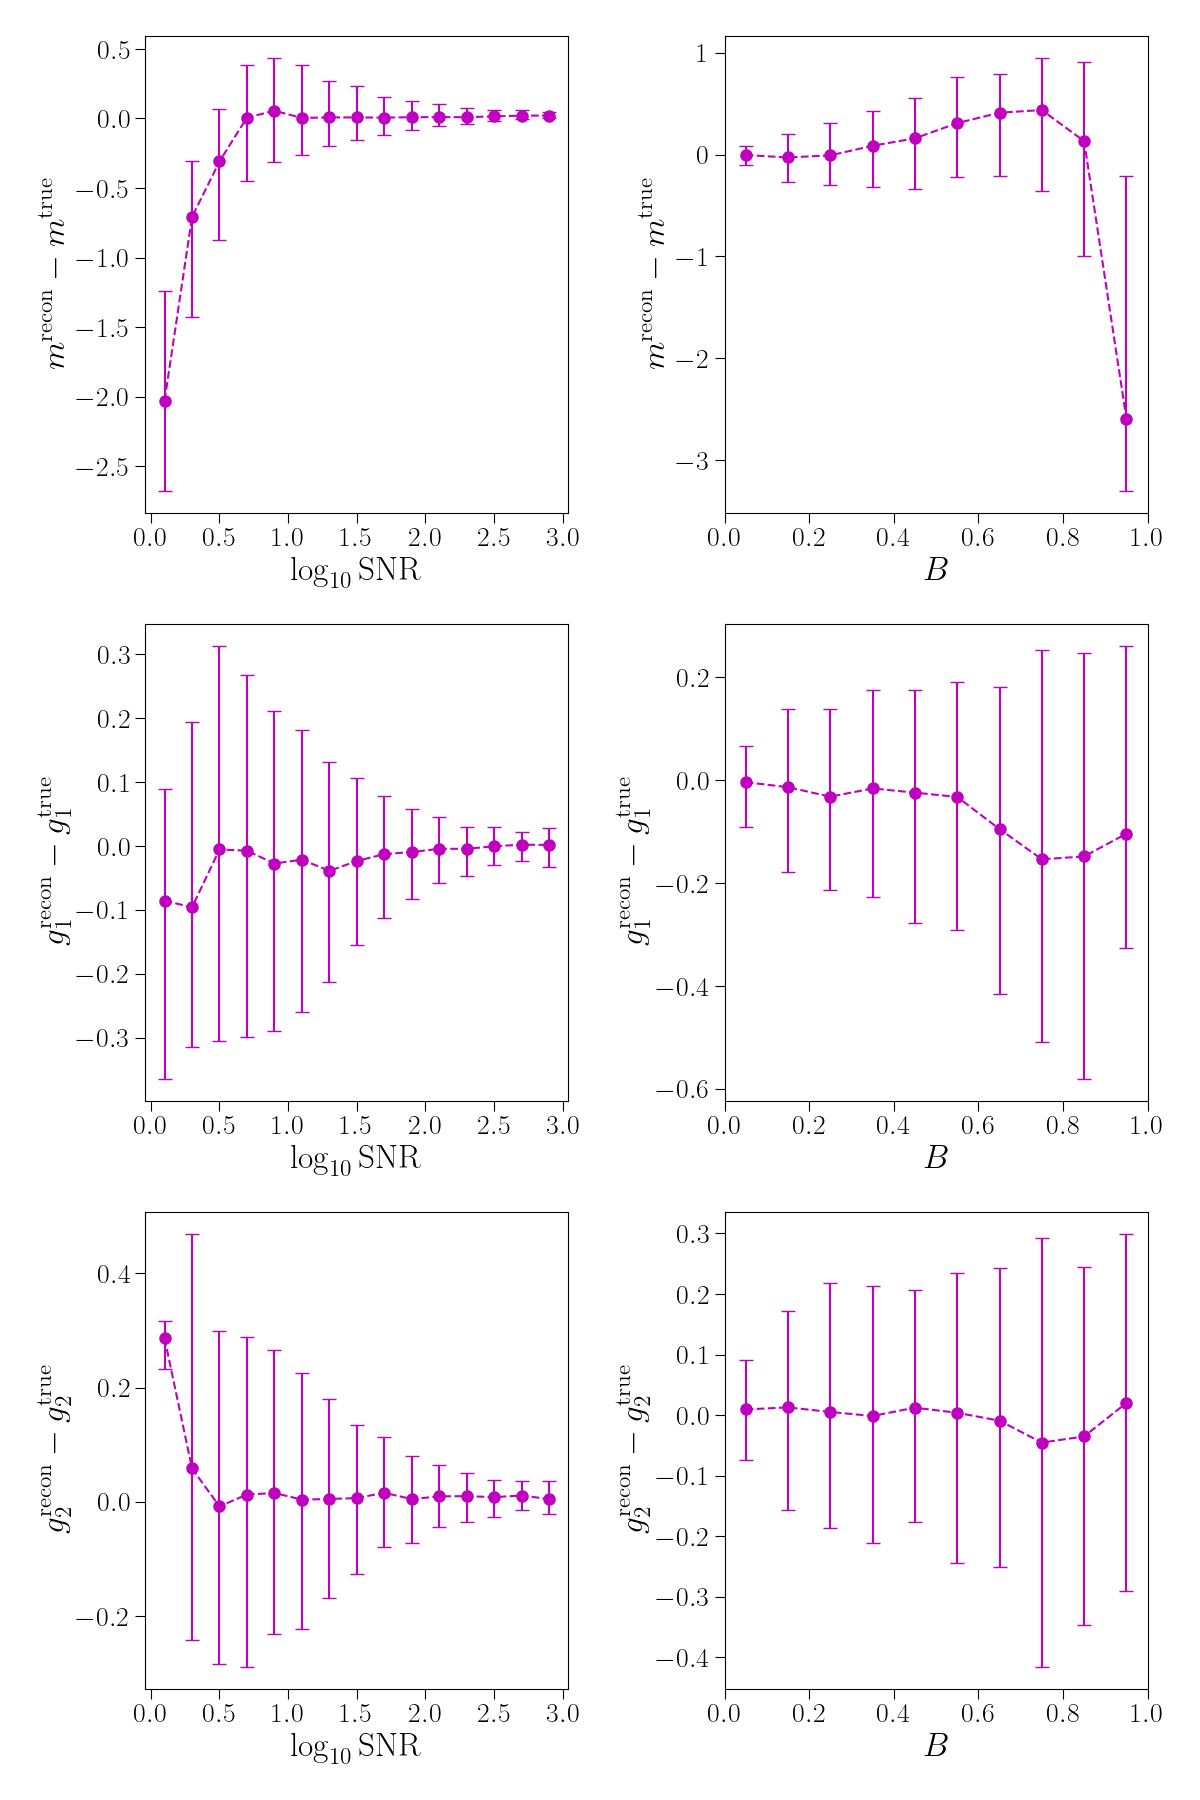 0.5
0.0
−0.5
−1.0
−1.5
−2.0
−2.5
m^recon − m^true
0.0 0.5 1.0 1.5 2.0 2.5 3.0
log₁₀ SNR
1
0
−1
−2
−3
m^recon − m^true
0.0 0.2 0.4 0.6 0.8 1.0
B
0.3
0.2
0.1
0.0
−0.1
−0.2
−0.3
g₁^recon − g₁^true
0.0 0.5 1.0 1.5 2.0 2.5 3.0
log₁₀ SNR
0.2
0.0
−0.2
−0.4
−0.6
g₁^recon − g₁^true
0.0 0.2 0.4 0.6 0.8 1.0
B
0.4
0.2
0.0
−0.2
g₂^recon − g₂^true
0.0 0.5 1.0 1.5 2.0 2.5 3.0
log₁₀ SNR
0.3
0.2
0.1
0.0
−0.1
−0.2
−0.3
−0.4
g₂^recon − g₂^true
0.0 0.2 0.4 0.6 0.8 1.0
B